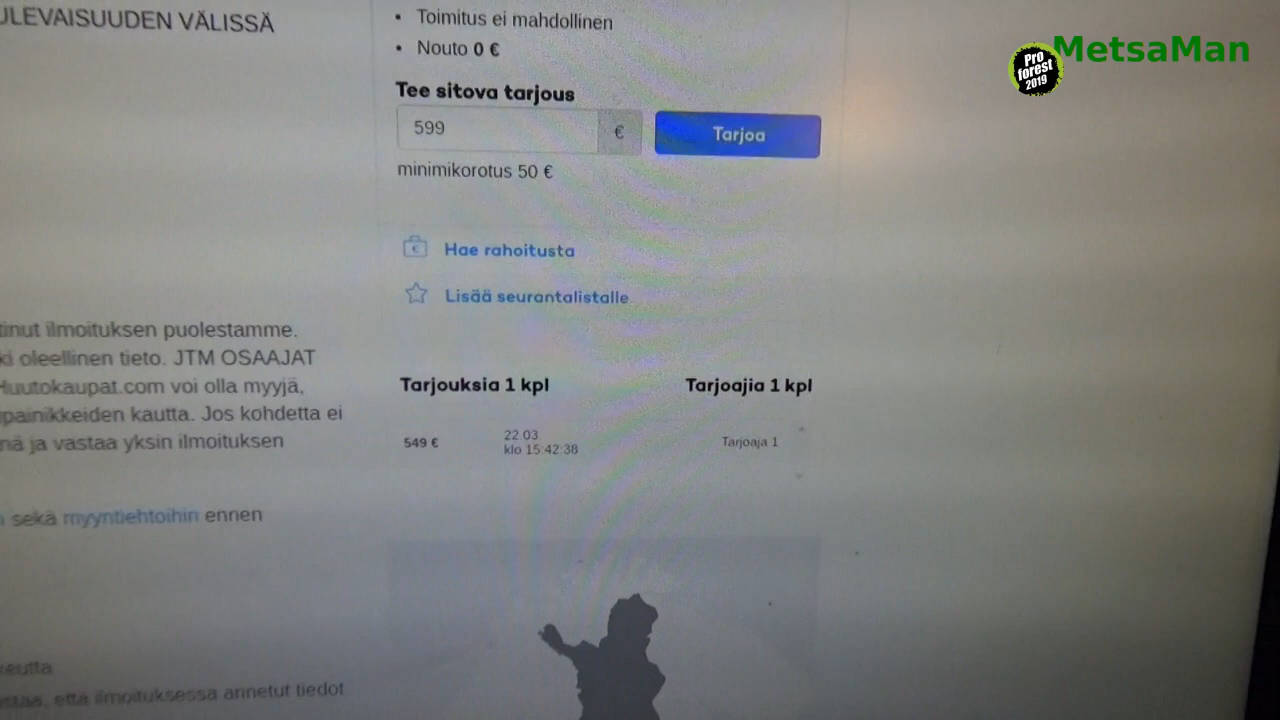 ULEVAISUUDEN VÄLISSÄ
• Toimitus ei mahdollinen
• Nouto 0 €
Tee sitova tarjous
599 €
Tarjoa
minimikorotus 50 €
Hae rahoitusta
Lisää seurantalistalle
tinut ilmoituksen puolestamme.
ki oleellinen tieto. JTM OSAAJAT
Huutokaupat.com voi olla myyjä,
painikkeiden kautta. Jos kohdetta ei
nä ja vastaa yksin ilmoituksen
sekä myyntiehtoihin ennen
Tarjouksia 1 kpl
Tarjoajia 1 kpl
549 €
22.03.
klo 15:42:38
Tarjoaja 1
keutta
staa, että ilmoituksessa annetut tiedot
Pro
forest
2019
MetsaMan